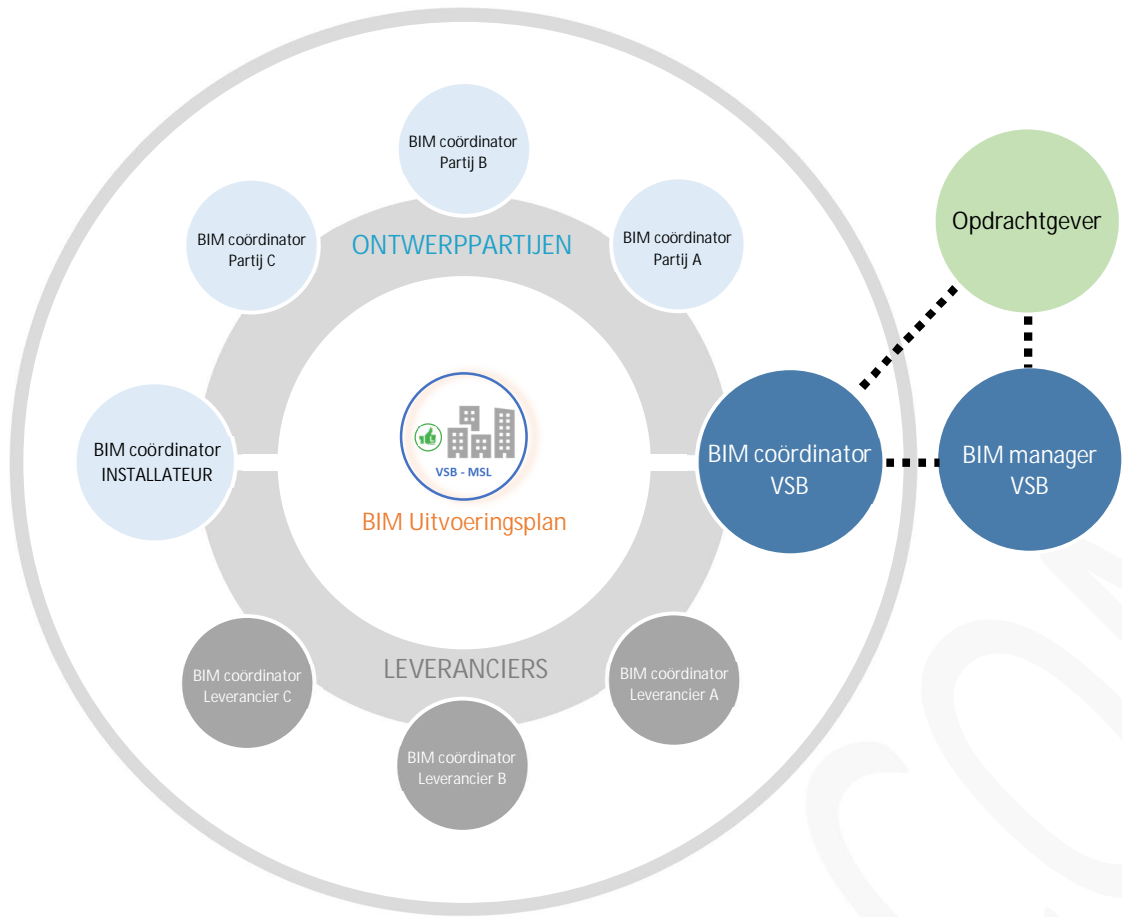 BIM coördinator
Partij B
BIM coördinator
Partij C
ONTWERPPARTIJEN
BIM coördinator
Partij A
Opdrachtgever
BIM coördinator
INSTALLATEUR
VSB - MSL
BIM Uitvoeringsplan
BIM coördinator
VSB
BIM manager
VSB
LEVERANCIERS
BIM coördinator
Leverancier C
BIM coördinator
Leverancier A
BIM coördinator
Leverancier B